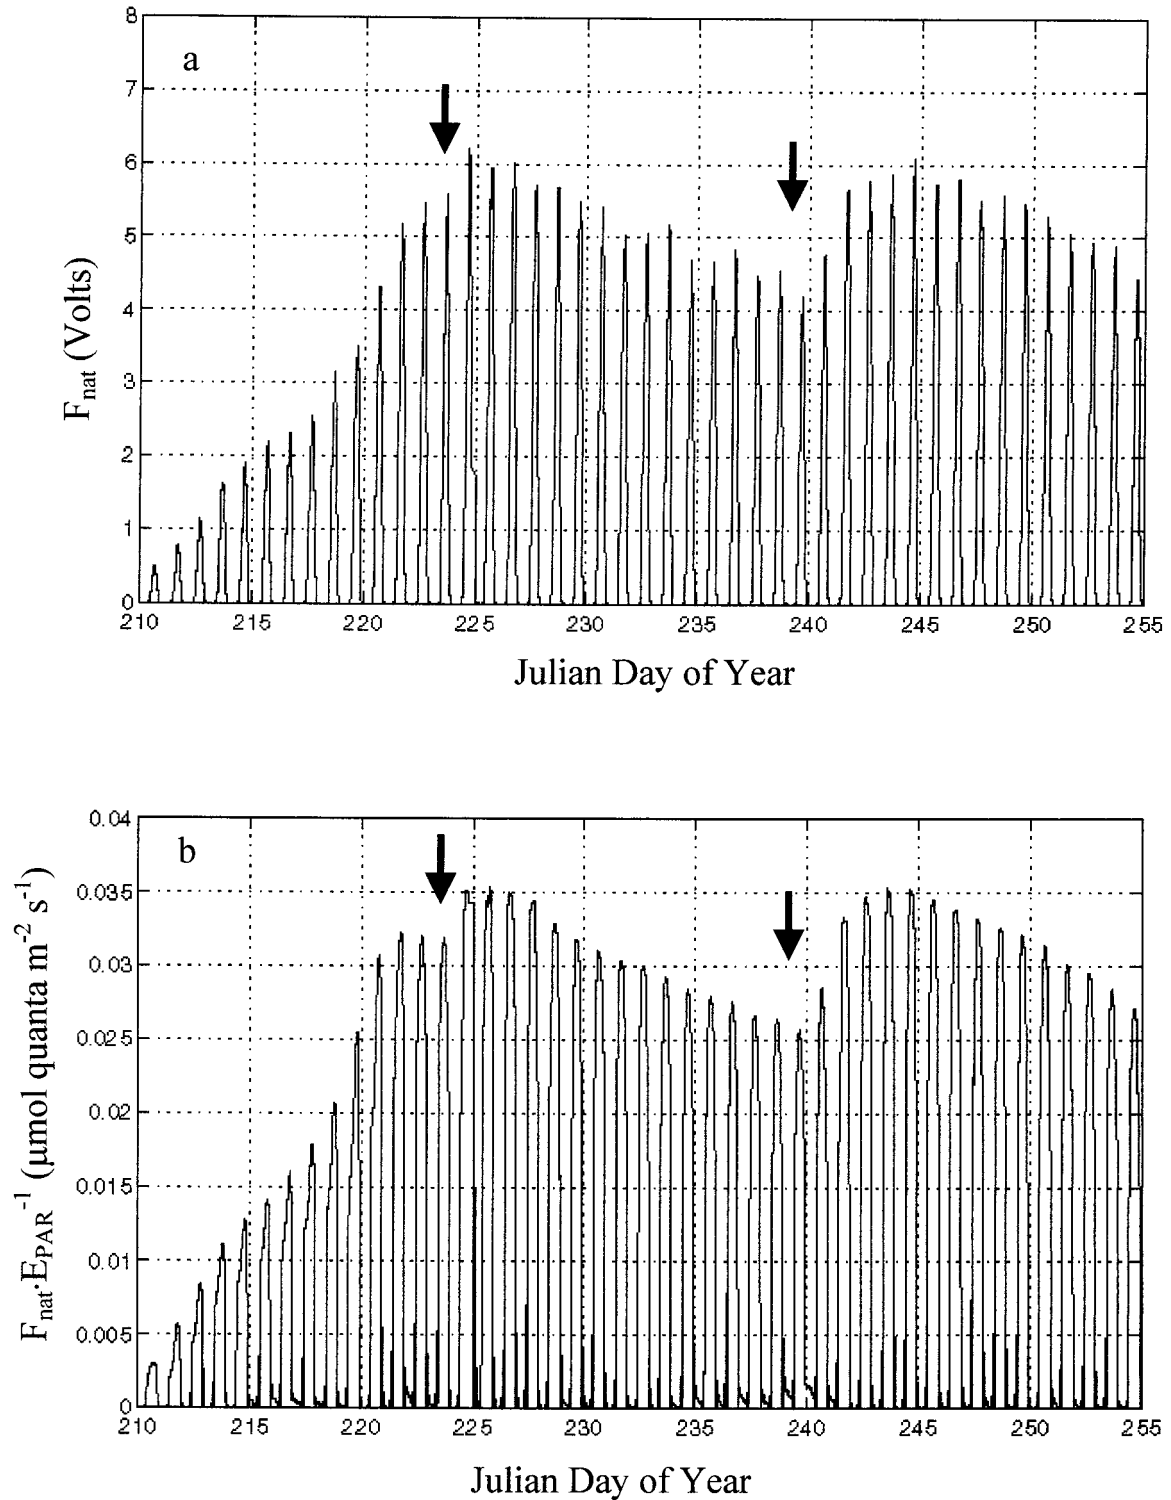 8
a
7
6
5
4
3
2
1
0
F_nat (Volts)
210 215 220 225 230 235 240 245 250 255
Julian Day of Year
0.04
b
0.035
0.03
0.025
0.02
0.015
0.01
0.005
0
F_nat·E_PAR^-1 (µmol quanta m^-2 s^-1)
210 215 220 225 230 235 240 245 250 255
Julian Day of Year